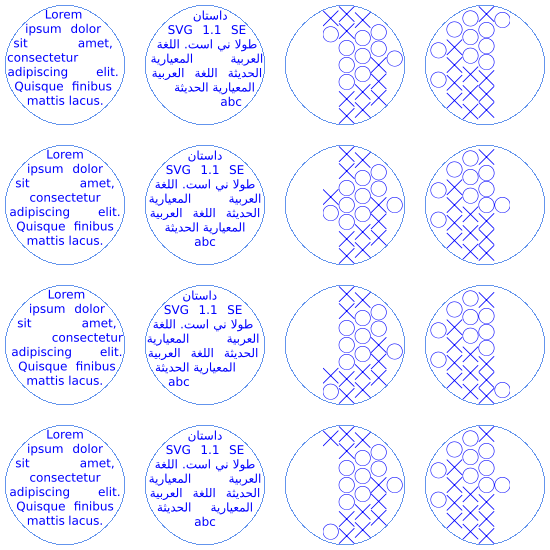 Lorem
ipsum dolor
sit amet,
consectetur
adipiscing elit.
Quisque finibus
mattis lacus.
داستان
SVG 1.1 SE
طولا ني است. اللغة
العربية المعيارية
الحديثة اللغة العربية
المعيارية الحديثة
abc
Lorem
ipsum dolor
sit amet,
consectetur
adipiscing elit.
Quisque finibus
mattis lacus.
داستان
SVG 1.1 SE
طولا ني است. اللغة
العربية المعيارية
الحديثة اللغة العربية
المعيارية الحديثة
abc
Lorem
ipsum dolor
sit amet,
consectetur
adipiscing elit.
Quisque finibus
mattis lacus.
داستان
SVG 1.1 SE
طولا ني است. اللغة
العربية المعيارية
الحديثة اللغة العربية
المعيارية الحديثة
abc
Lorem
ipsum dolor
sit amet,
consectetur
adipiscing elit.
Quisque finibus
mattis lacus.
داستان
SVG 1.1 SE
طولا ني است. اللغة
العربية المعيارية
الحديثة اللغة العربية
المعيارية الحديثة
abc